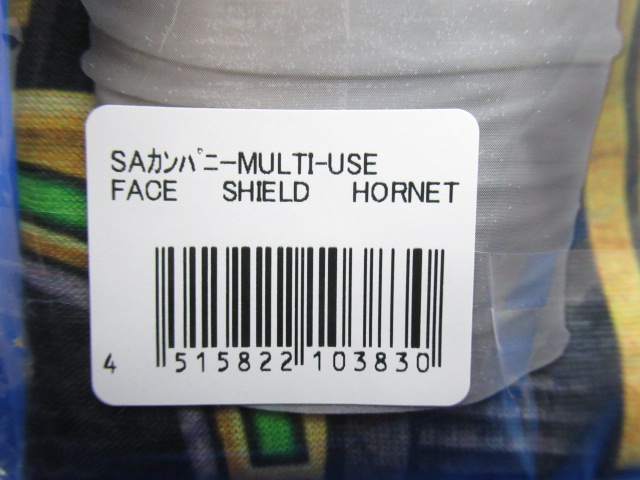 SAｶﾝﾊﾟﾆｰMULTI-USE
FACE SHIELD HORNET
4 515822 103830